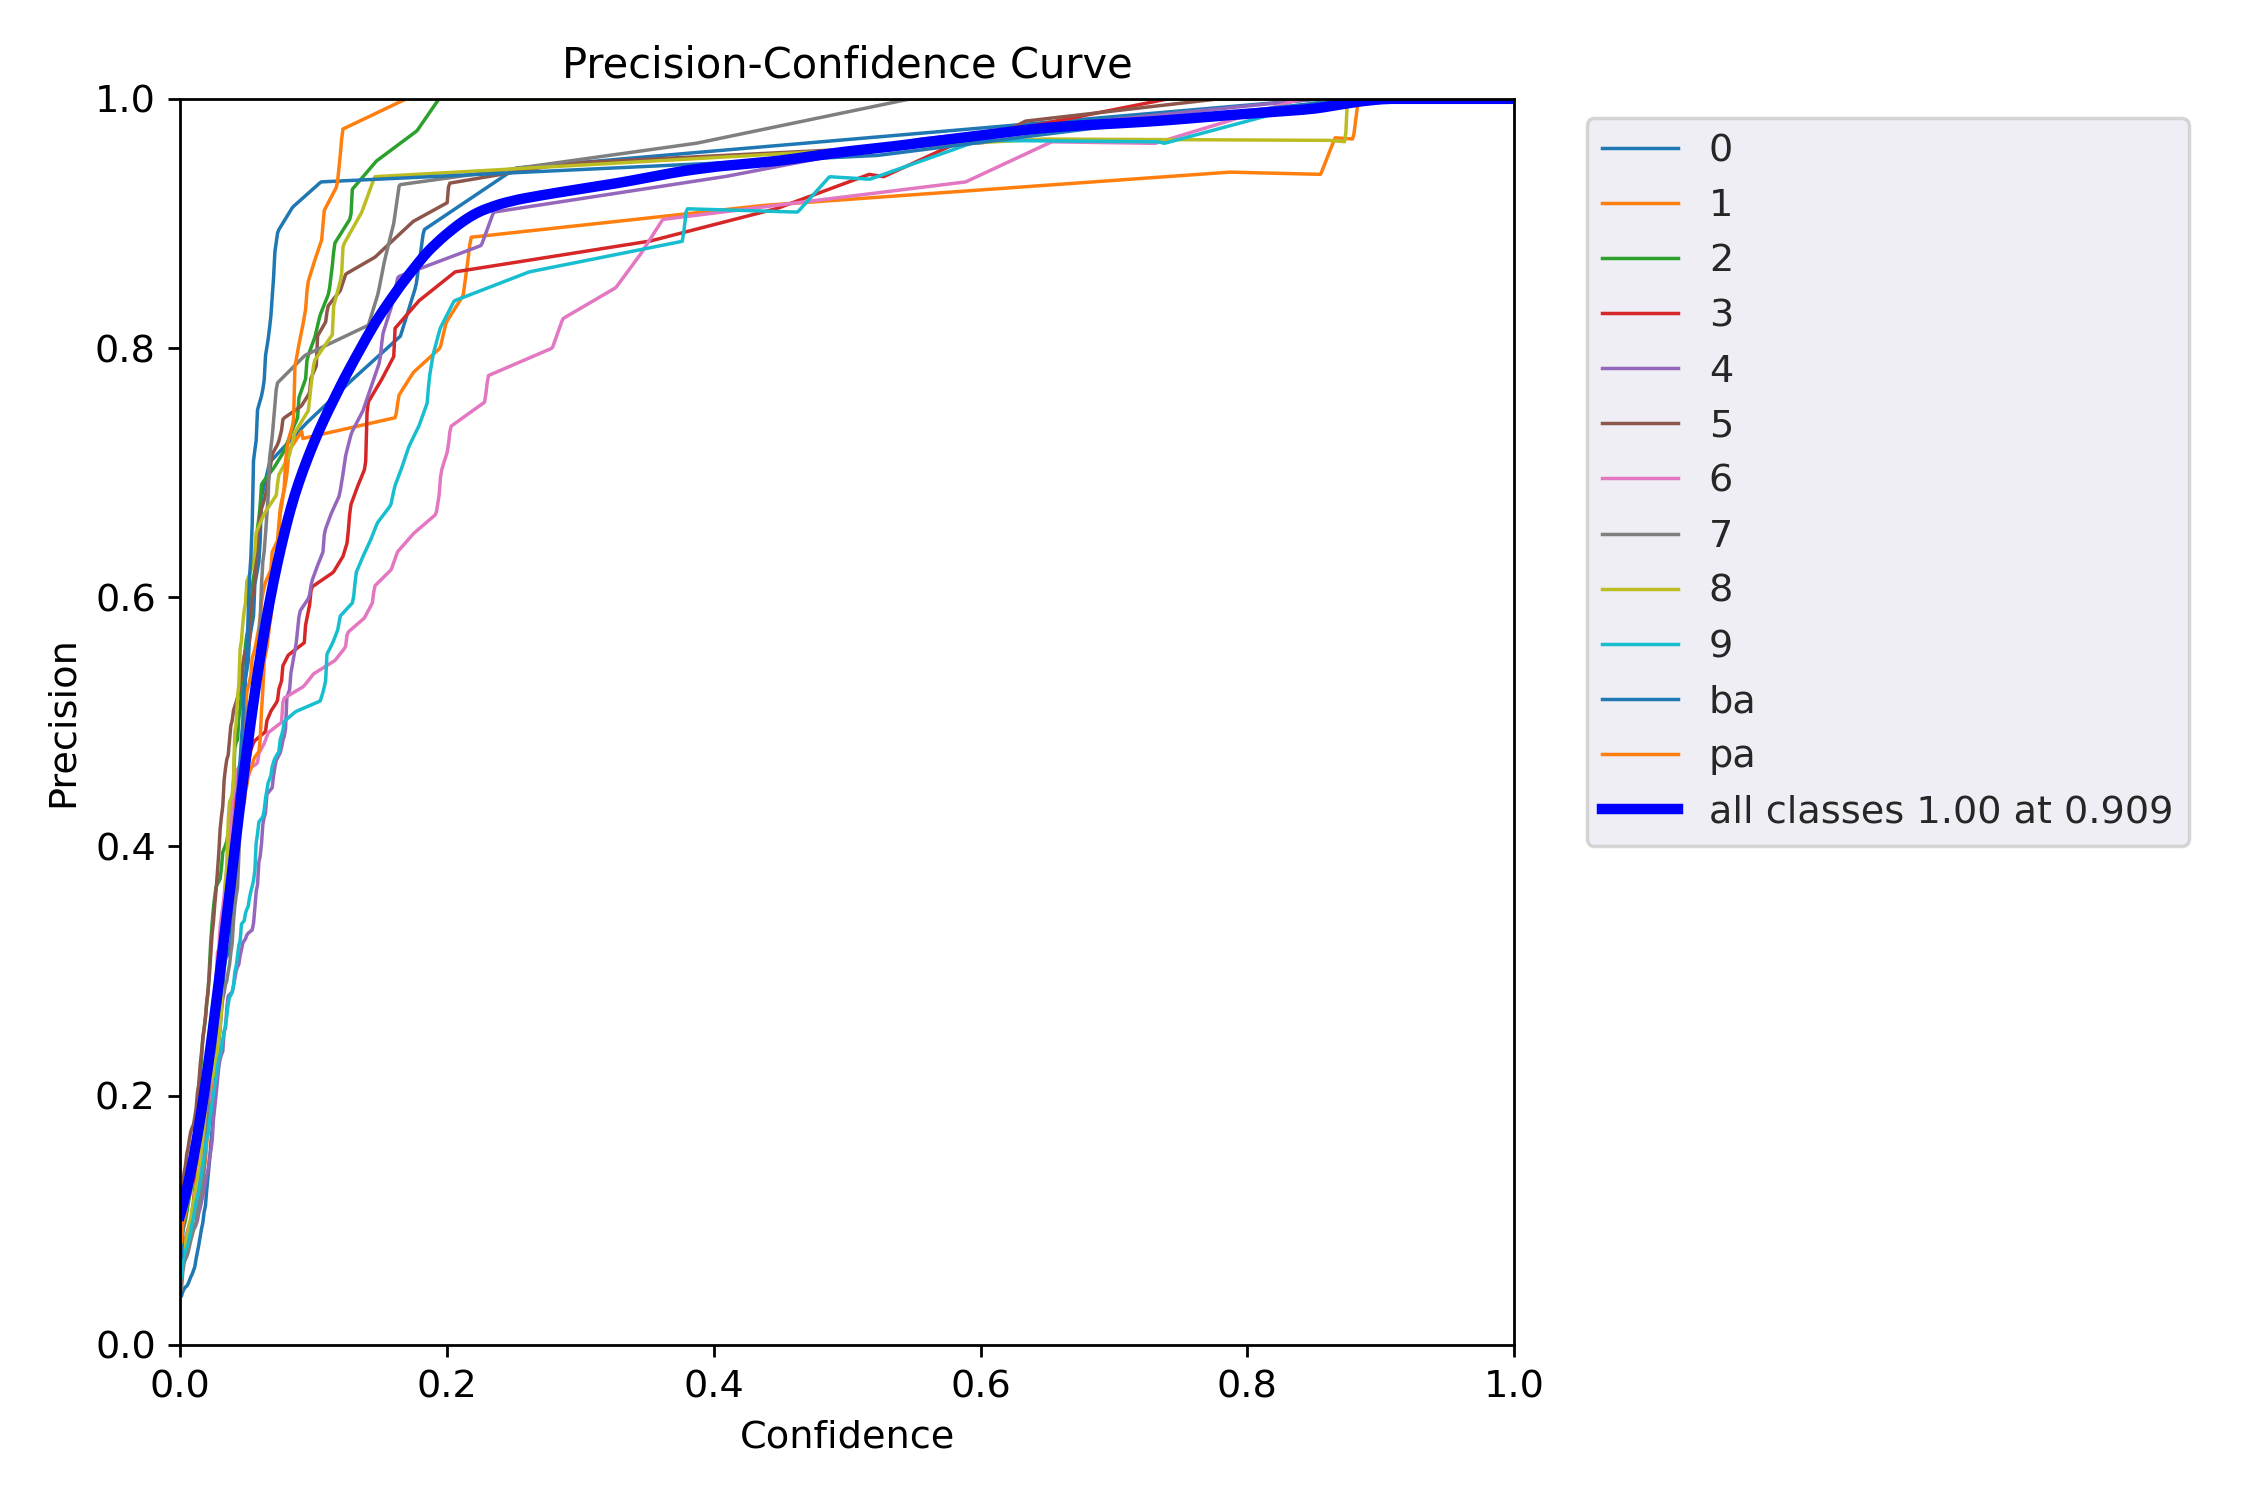 Precision-Confidence Curve
1.0
0.8
0.6
0.4
0.2
0.0
Precision
0.0 0.2 0.4 0.6 0.8 1.0
Confidence
0
1
2
3
4
5
6
7
8
9
ba
pa
all classes 1.00 at 0.909